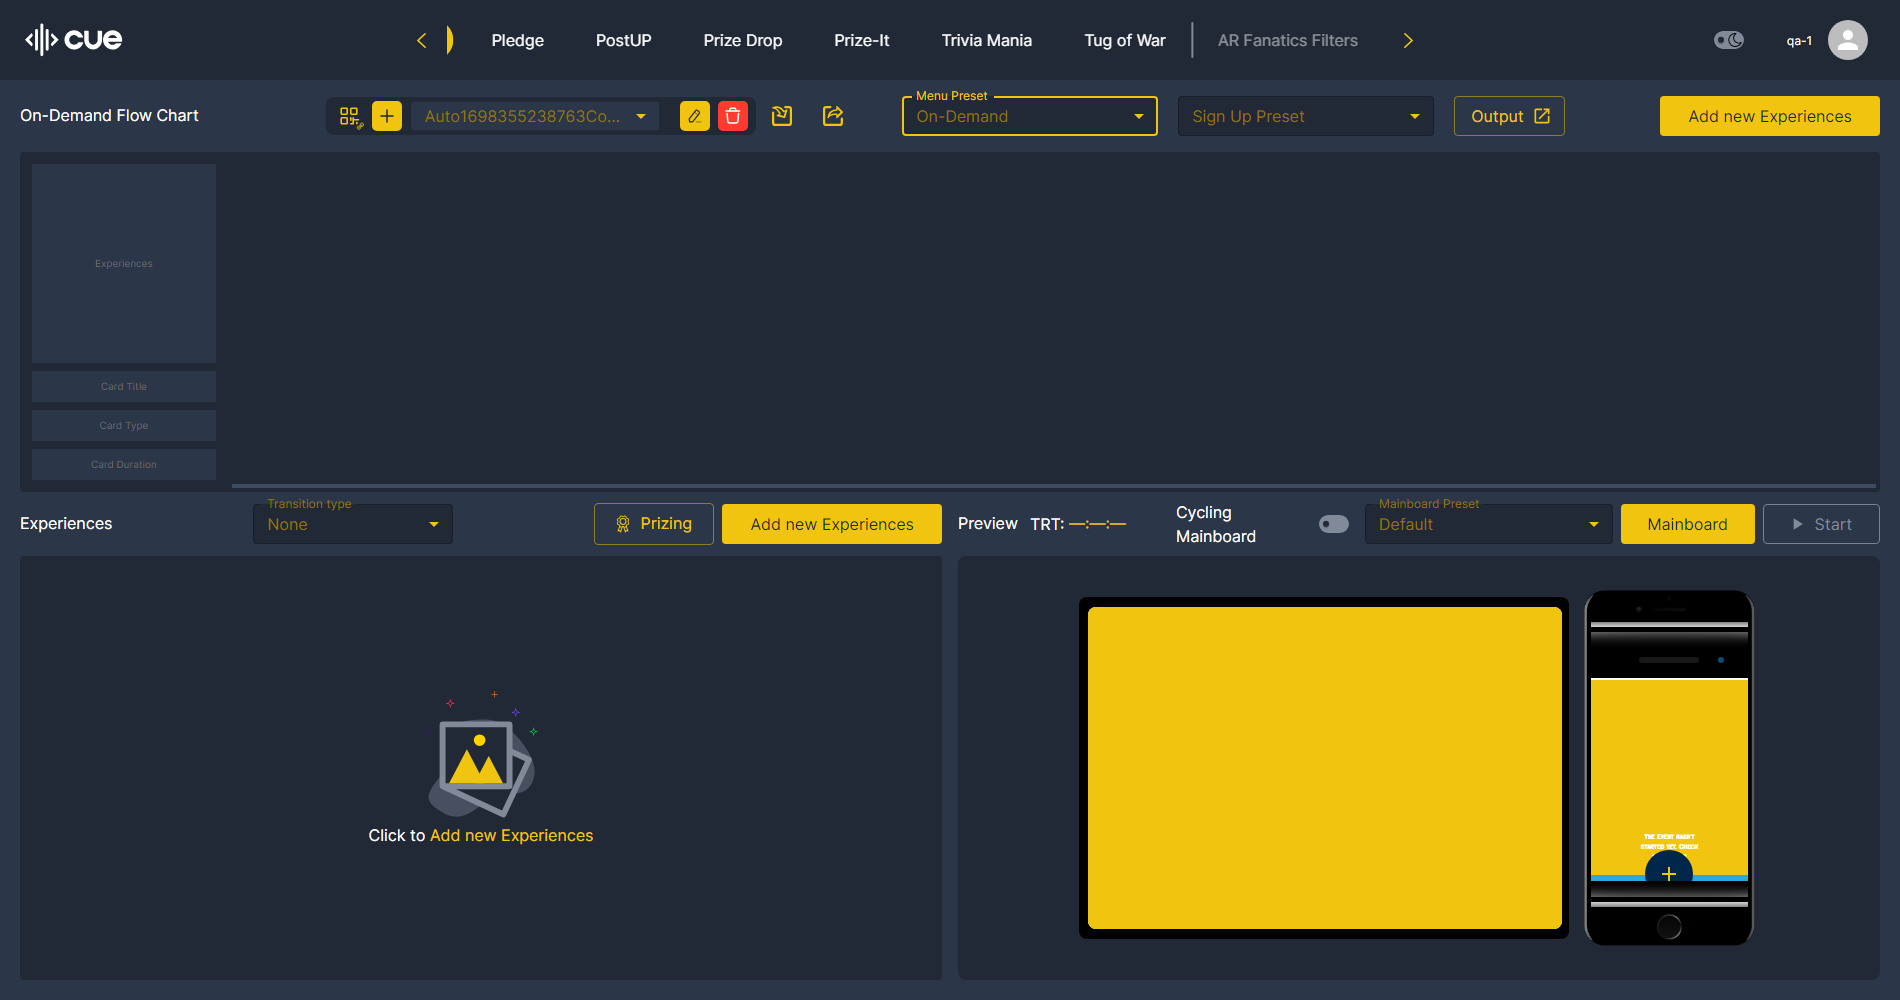 cue
Pledge
PostUP
Prize Drop
Prize-It
Trivia Mania
Tug of War
AR Fanatics Filters
qa-1
On-Demand Flow Chart
Auto1698355238763Co...
Menu Preset
On-Demand
Sign Up Preset
Output
Add new Experiences
Experiences
Card Title
Card Type
Card Duration
Experiences
Transition type
None
Prizing
Add new Experiences
Preview
TRT: —:—:—
Cycling
Mainboard
Mainboard Preset
Default
Mainboard
Start
Click to Add new Experiences
THE EVENT HASN'T
STARTED YET, CHECK